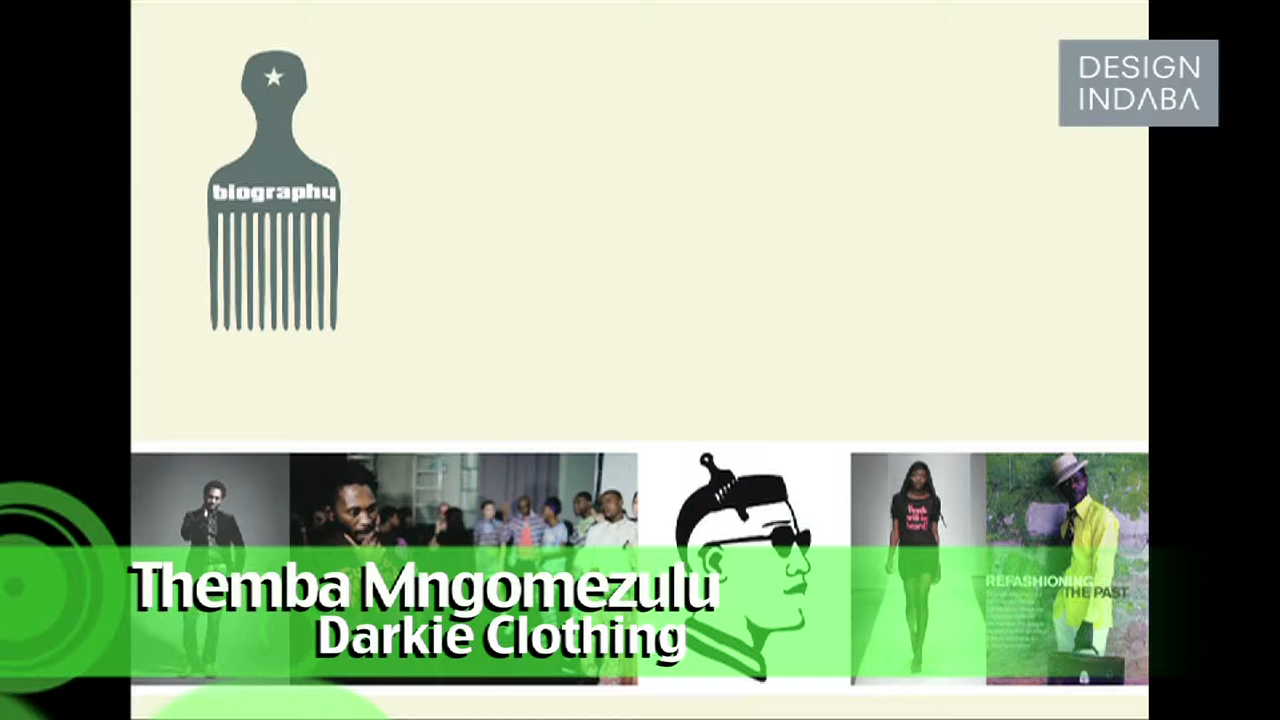 DESIGN
INDABA
biography
REFASHIONING
THE PAST
Themba Mngomezulu
Darkie Clothing